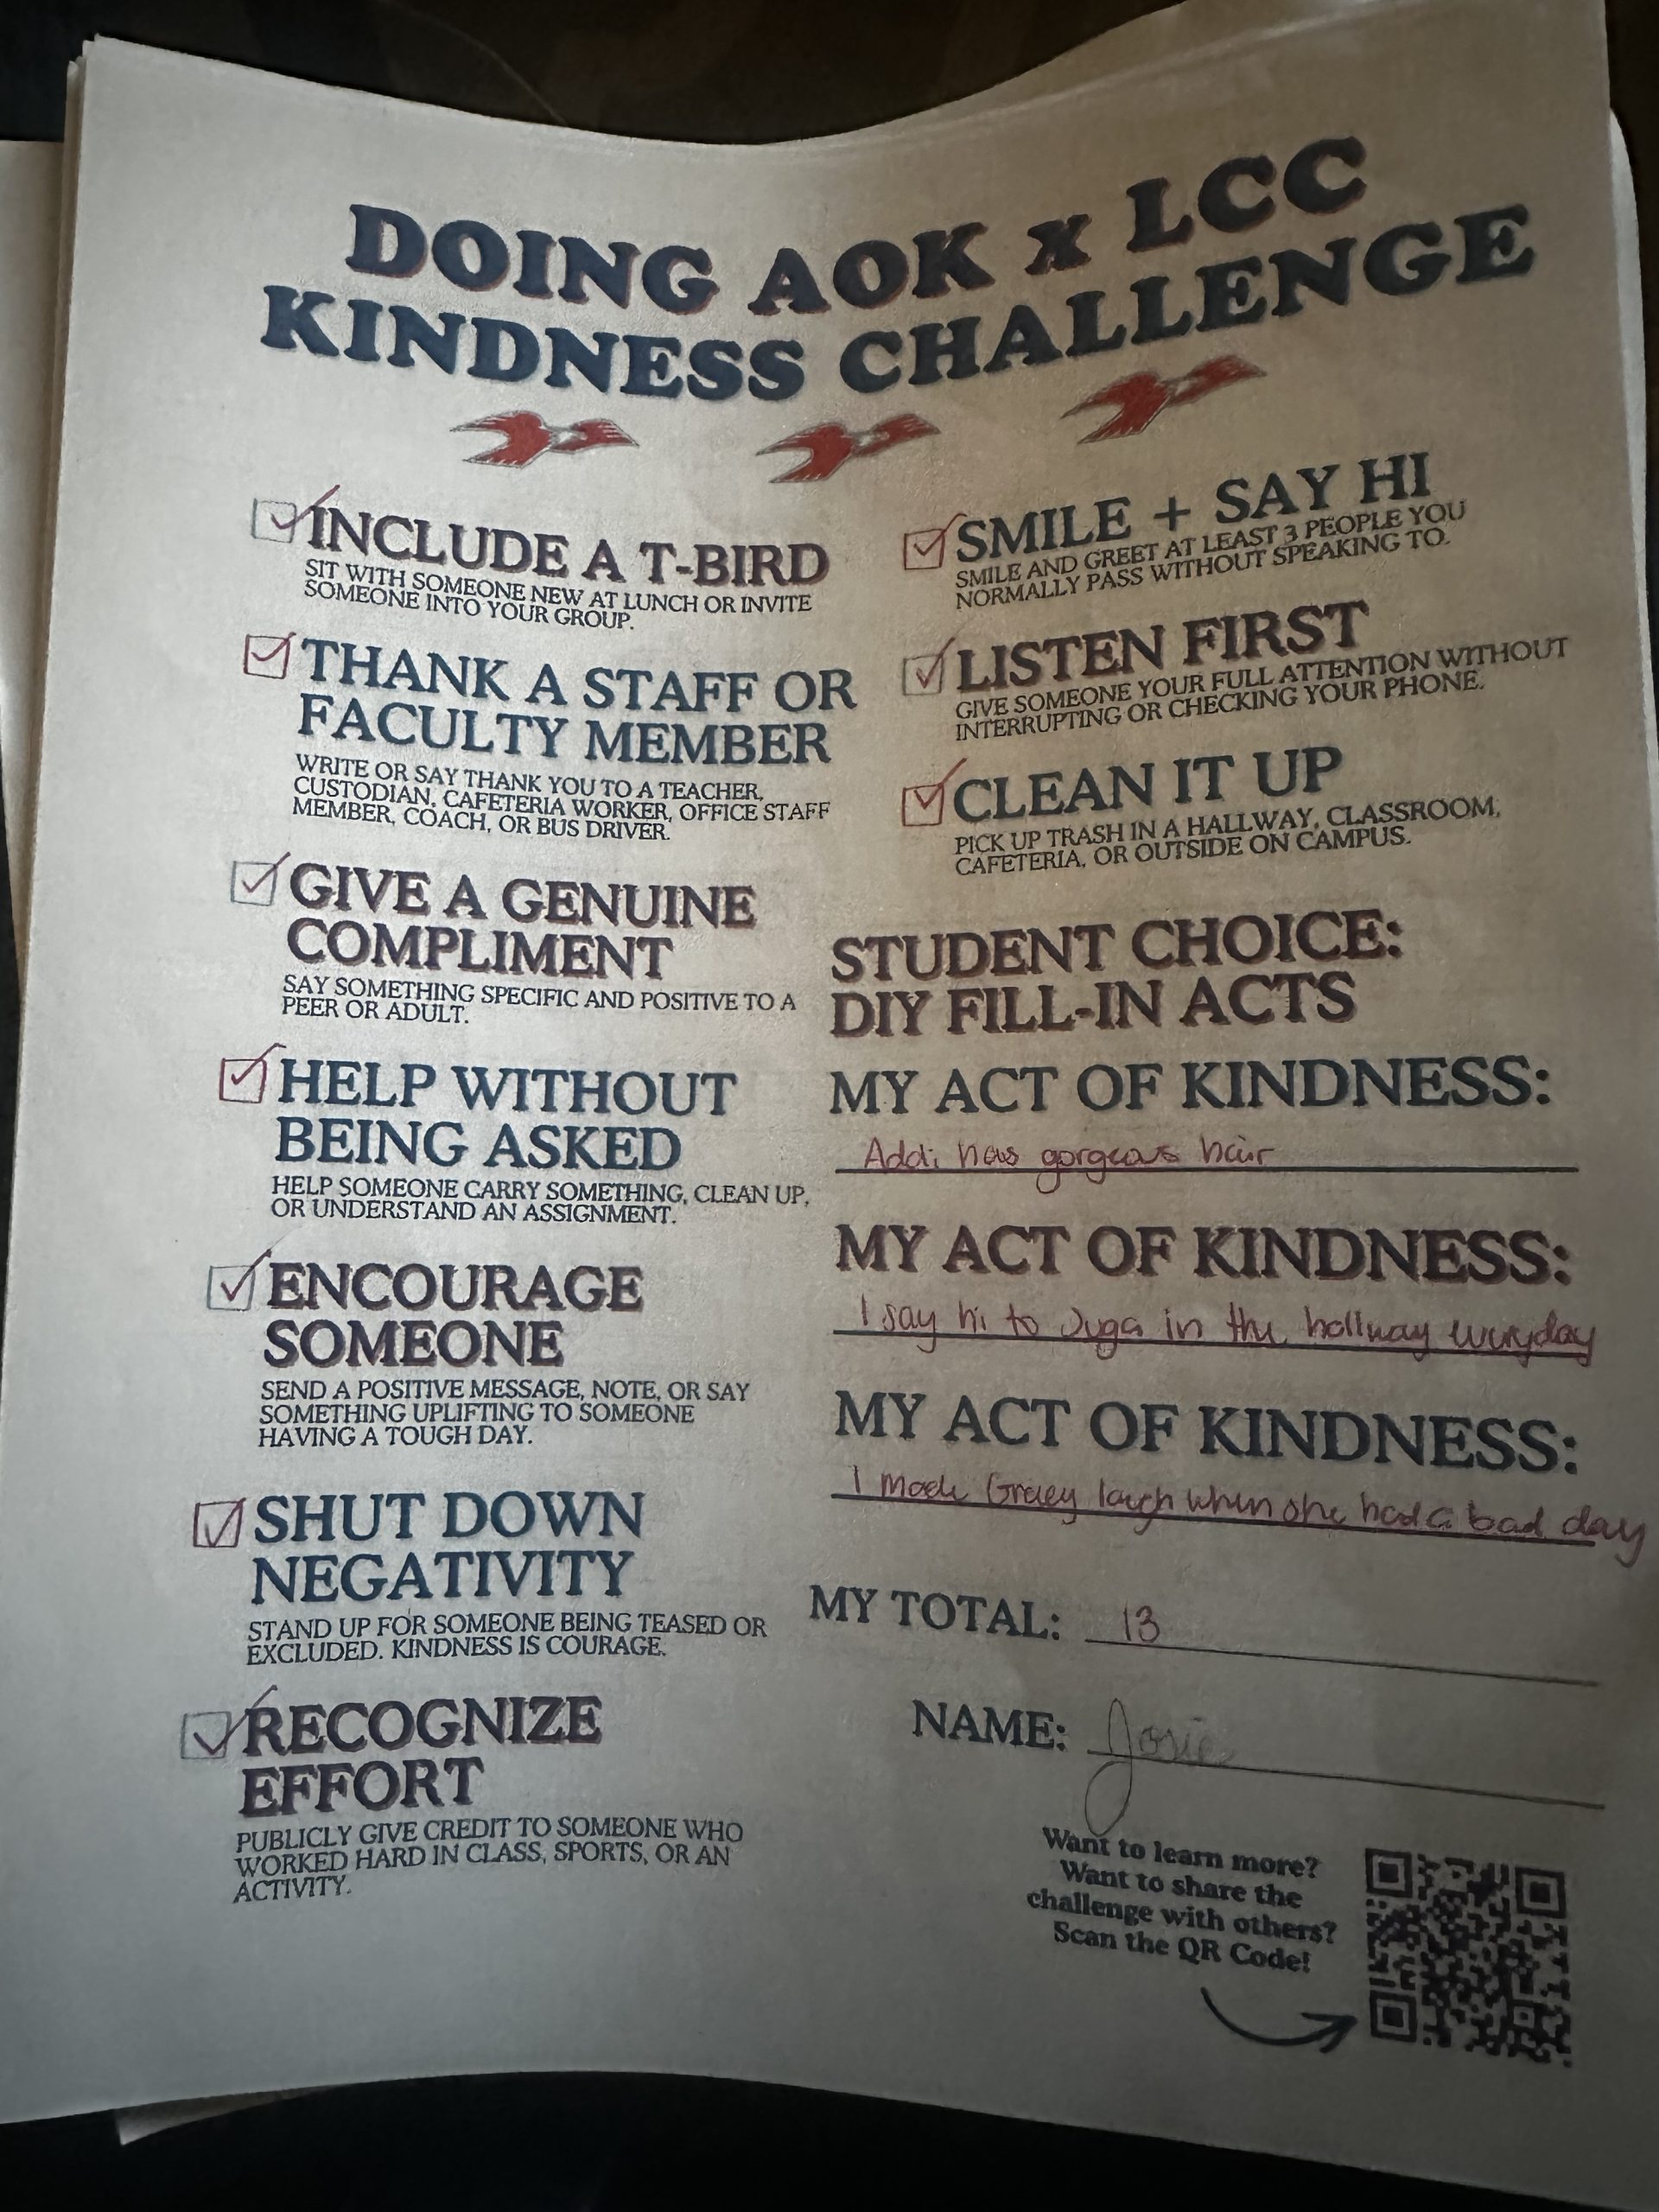 DOING AOK x LCC
KINDNESS CHALLENGE
INCLUDE A T-BIRD
SIT WITH SOMEONE NEW AT LUNCH OR INVITE
SOMEONE INTO YOUR GROUP.
THANK A STAFF OR
FACULTY MEMBER
WRITE OR SAY THANK YOU TO A TEACHER,
CUSTODIAN, CAFETERIA WORKER, OFFICE STAFF
MEMBER, COACH, OR BUS DRIVER.
GIVE A GENUINE
COMPLIMENT
SAY SOMETHING SPECIFIC AND POSITIVE TO A
PEER OR ADULT.
HELP WITHOUT
BEING ASKED
HELP SOMEONE CARRY SOMETHING, CLEAN UP,
OR UNDERSTAND AN ASSIGNMENT.
ENCOURAGE
SOMEONE
SEND A POSITIVE MESSAGE, NOTE, OR SAY
SOMETHING UPLIFTING TO SOMEONE
HAVING A TOUGH DAY.
SHUT DOWN
NEGATIVITY
STAND UP FOR SOMEONE BEING TEASED OR
EXCLUDED. KINDNESS IS COURAGE.
RECOGNIZE
EFFORT
PUBLICLY GIVE CREDIT TO SOMEONE WHO
WORKED HARD IN CLASS, SPORTS, OR AN
ACTIVITY.
SMILE + SAY HI
SMILE AND GREET AT LEAST 3 PEOPLE YOU
NORMALLY PASS WITHOUT SPEAKING TO.
LISTEN FIRST
GIVE SOMEONE YOUR FULL ATTENTION WITHOUT
INTERRUPTING OR CHECKING YOUR PHONE.
CLEAN IT UP
PICK UP TRASH IN A HALLWAY, CLASSROOM,
CAFETERIA, OR OUTSIDE ON CAMPUS.
STUDENT CHOICE:
DIY FILL-IN ACTS
MY ACT OF KINDNESS:
Addi has gorgeous hair
MY ACT OF KINDNESS:
I say hi to in the hallway everyday
MY ACT OF KINDNESS:
I made Graey laugh when she had a bad day
MY TOTAL: 13
NAME: Josie
Want to learn more?
Want to share the
challenge with others?
Scan the QR Code!